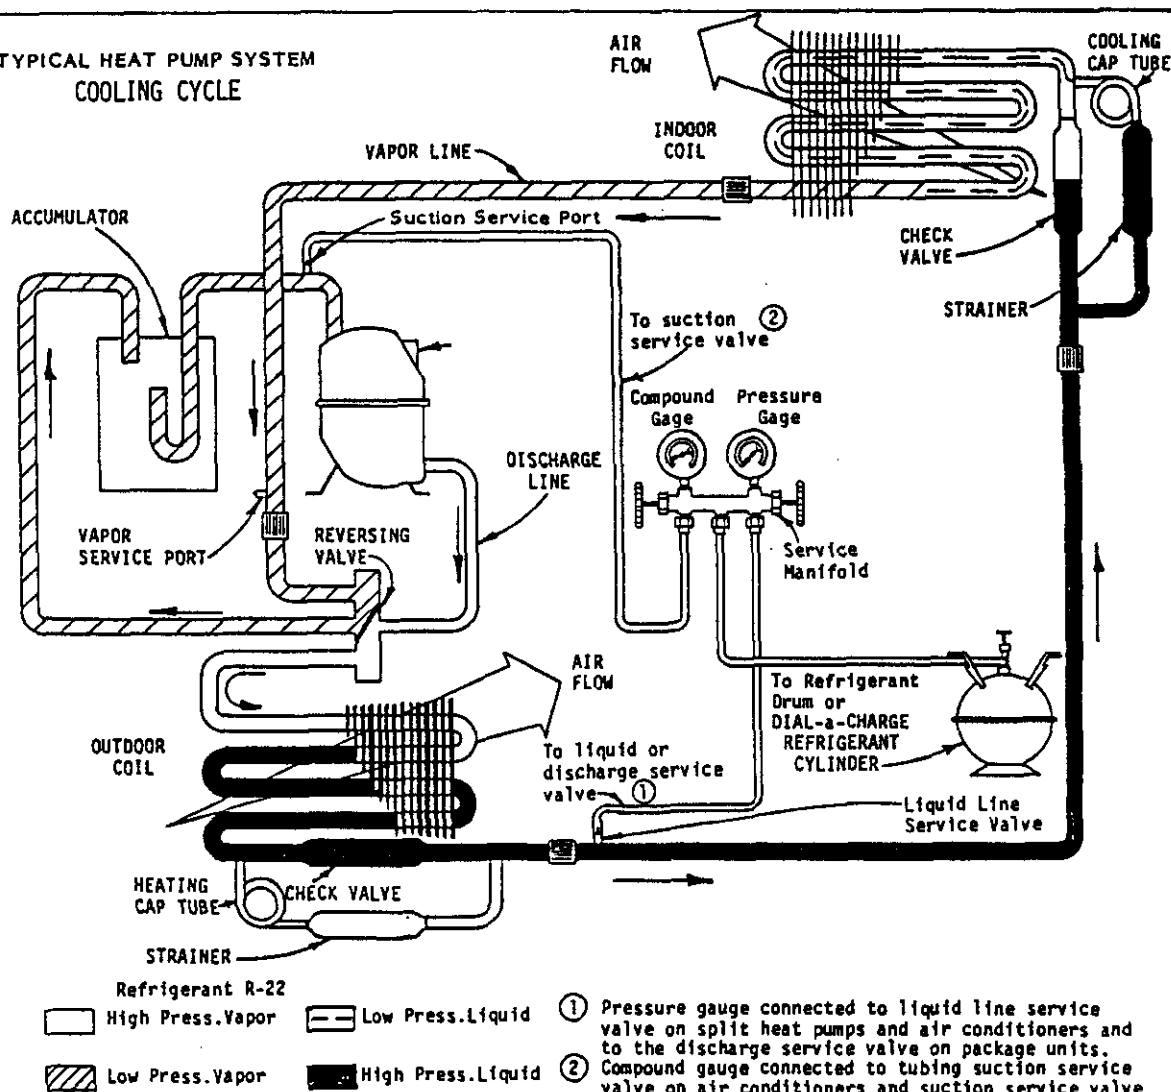 TYPICAL HEAT PUMP SYSTEM
COOLING CYCLE
AIR
FLOW
COOLING
CAP TUBE
INDOOR
COIL
VAPOR LINE
ACCUMULATOR
Suction Service Port
CHECK
VALVE
STRAINER
To suction ②
service valve
Compound
Gage
Pressure
Gage
DISCHARGE
LINE
VAPOR
SERVICE PORT
REVERSING
VALVE
Service
Manifold
AIR
FLOW
To Refrigerant
Drum or
DIAL-a-CHARGE
REFRIGERANT
CYLINDER
OUTDOOR
COIL
To liquid or
discharge service
valve ①
Liquid Line
Service Valve
HEATING
CAP TUBE
CHECK VALVE
STRAINER
Refrigerant R-22
High Press.Vapor
Low Press.Liquid
Low Press.Vapor
High Press.Liquid
① Pressure gauge connected to liquid line service
valve on split heat pumps and air conditioners and
to the discharge service valve on package units.
② Compound gauge connected to tubing suction service
valve on air conditioners and suction service valve